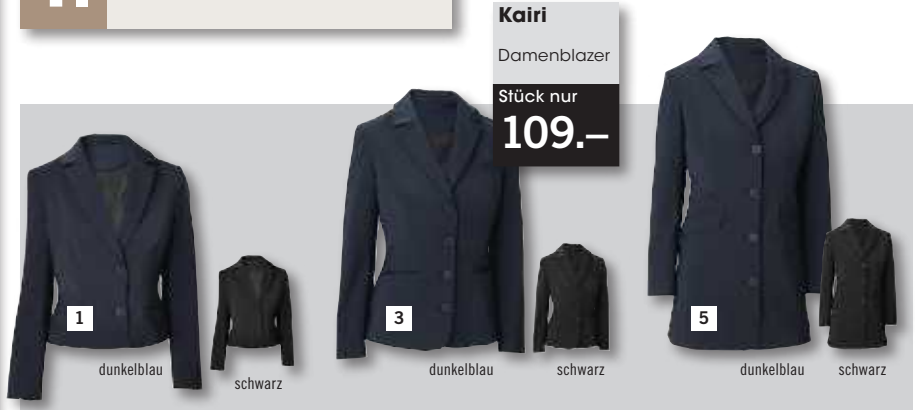 Kairi
Damenblazer
Stück nur
109.–
1
dunkelblau
schwarz
3
dunkelblau
schwarz
5
dunkelblau
schwarz